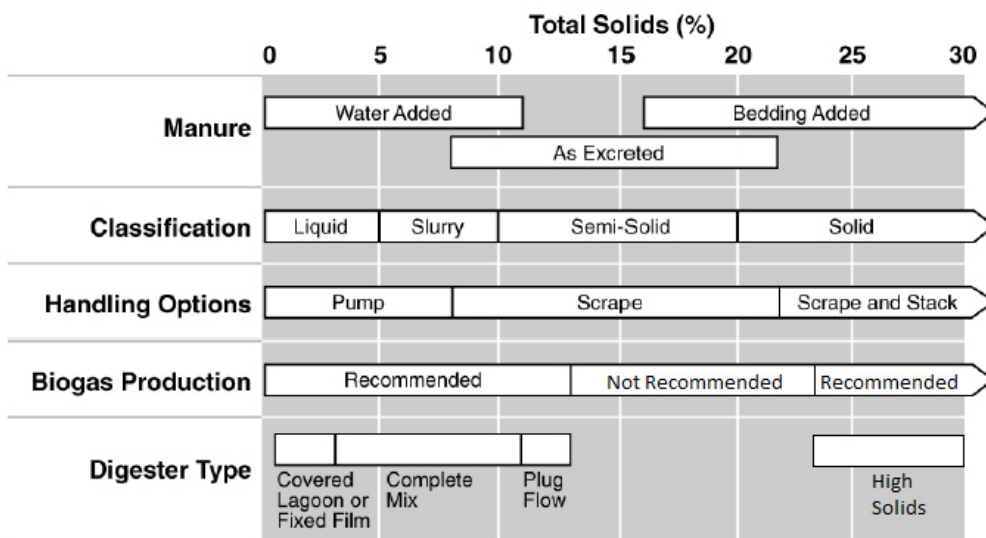 Total Solids (%)
0 5 10 15 20 25 30
Manure
Water Added
Bedding Added
As Excreted
Classification
Liquid
Slurry
Semi-Solid
Solid
Handling Options
Pump
Scrape
Scrape and Stack
Biogas Production
Recommended
Not Recommended
Recommended
Digester Type
Covered
Lagoon or
Fixed Film
Complete
Mix
Plug
Flow
High
Solids